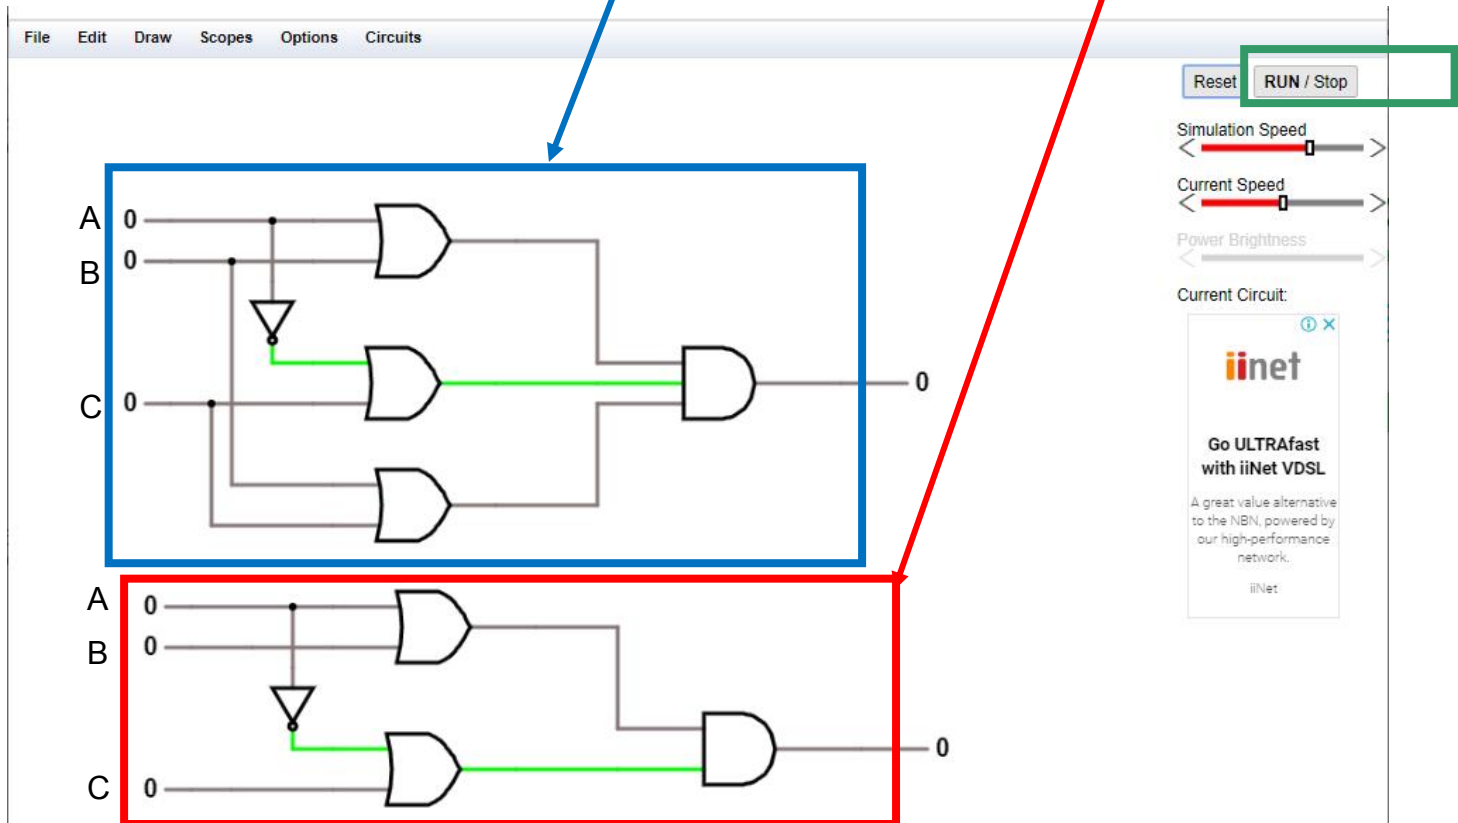 File Edit Draw Scopes Options Circuits
Reset RUN / Stop
Simulation Speed
Current Speed
Power Brightness
Current Circuit:
iinet
Go ULTRAfast
with iiNet VDSL
A great value alternative
to the NBN, powered by
our high-performance
network.
iiNet
A 0
B 0
C 0
0
A 0
B 0
C 0
0